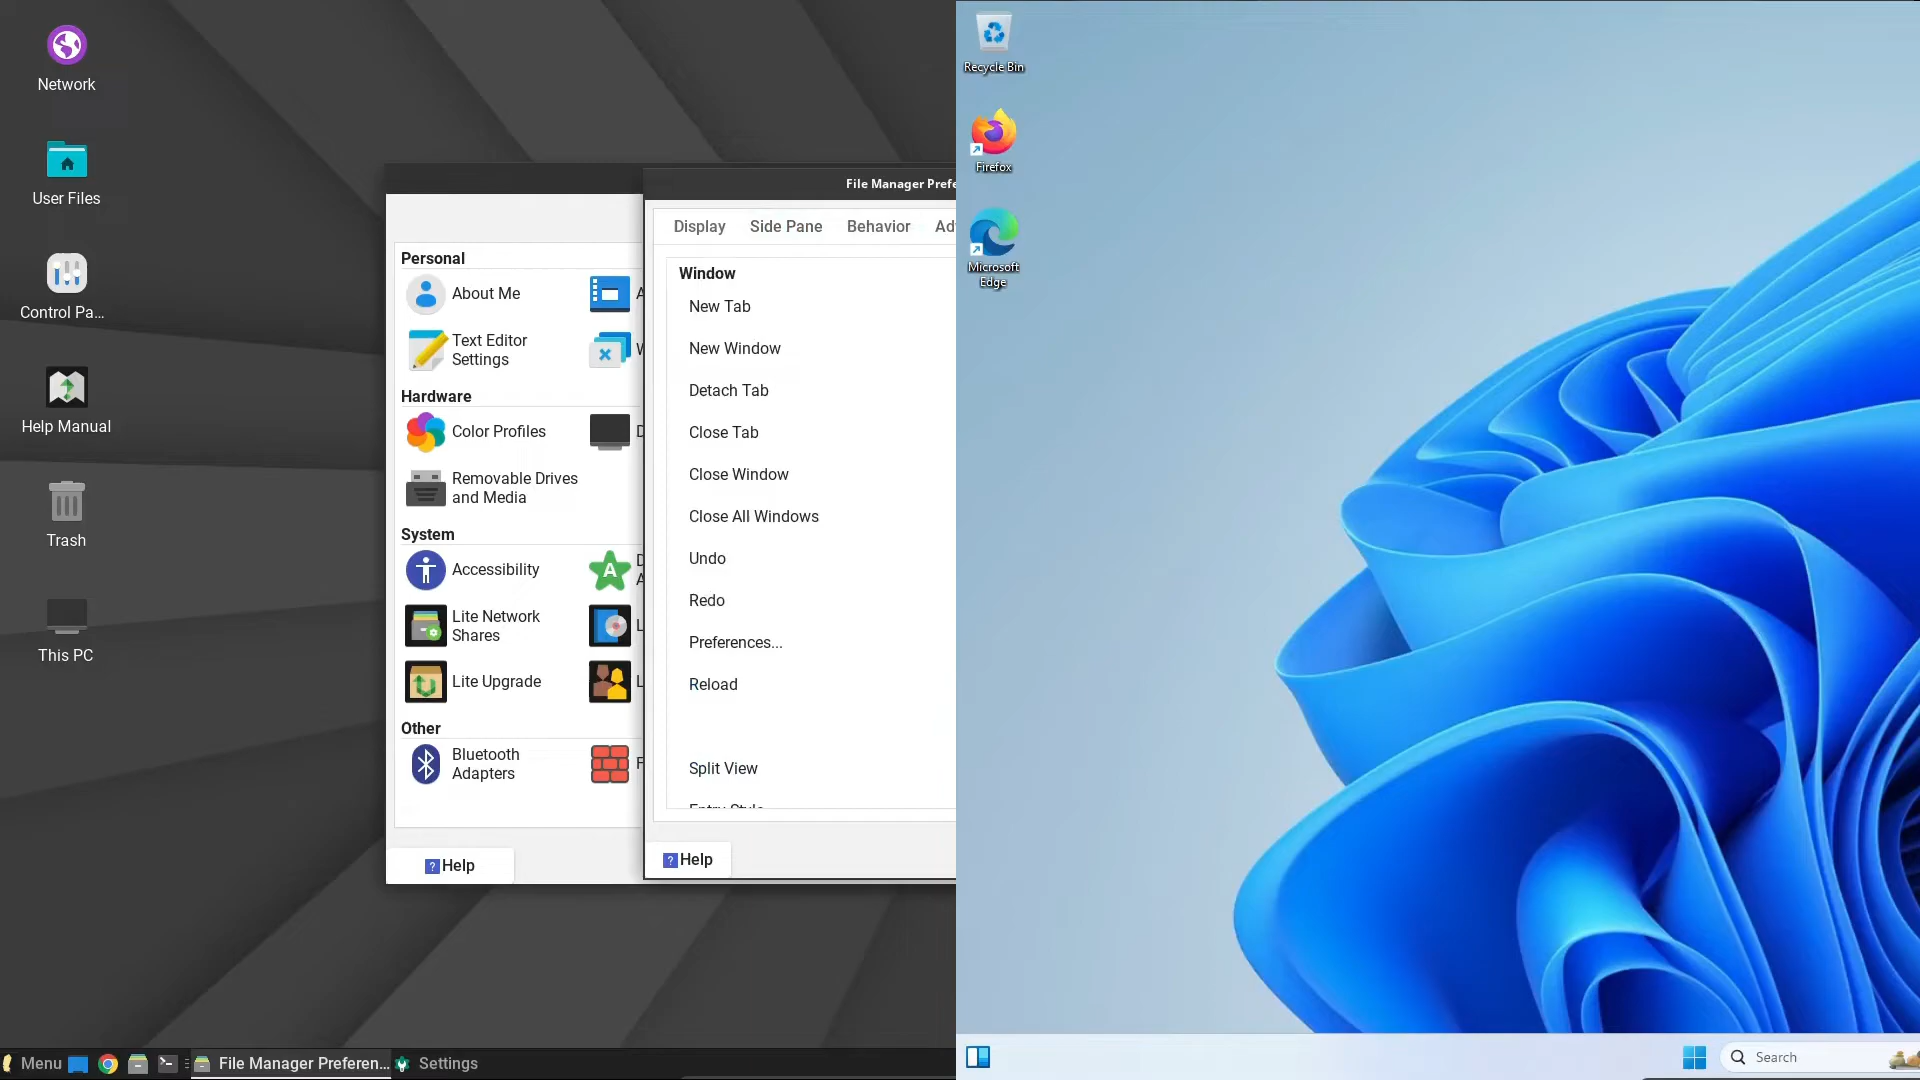 Network
User Files
Control Pa...
Help Manual
Trash
This PC
Personal
About Me
Text Editor
Settings
Hardware
Color Profiles
Removable Drives
and Media
System
Accessibility
Lite Network
Shares
Lite Upgrade
Other
Bluetooth
Adapters
Help
File Manager Prefe
Display Side Pane Behavior Ad
Window
New Tab
New Window
Detach Tab
Close Tab
Close Window
Close All Windows
Undo
Redo
Preferences...
Reload
Split View
Entry Style
Help
Menu File Manager Preferen... Settings
Recycle Bin
Firefox
Microsoft
Edge
Search